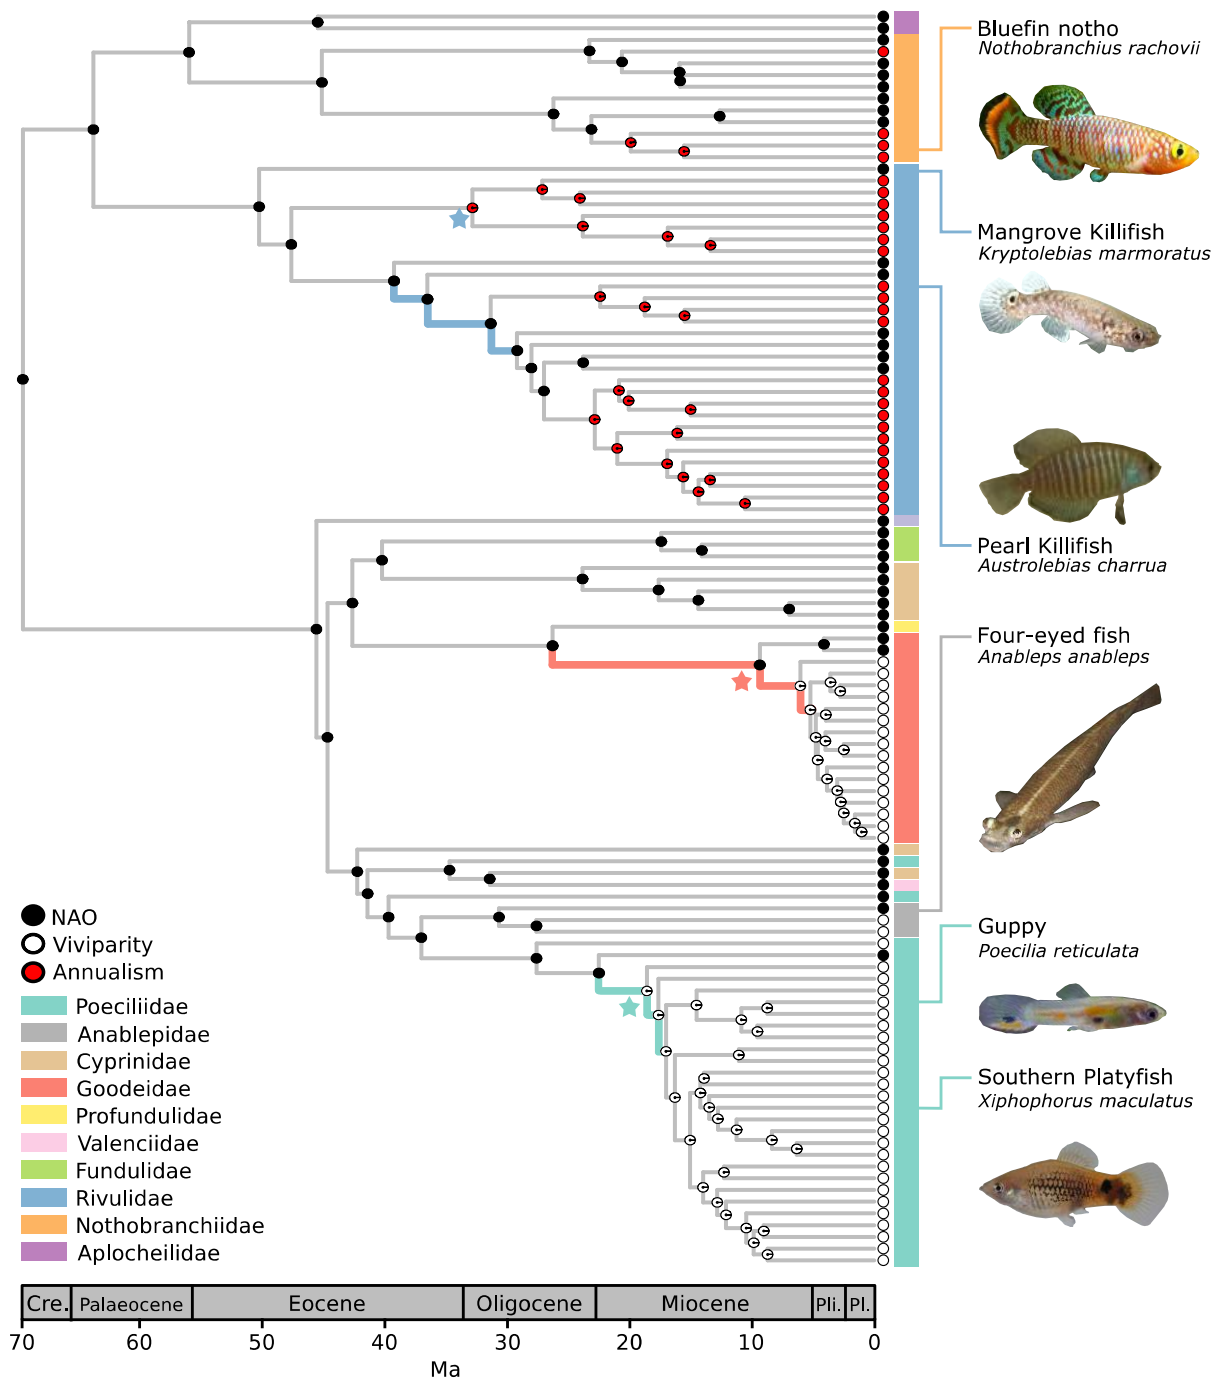 Bluefin notho
Nothobranchius rachovii
Mangrove Killifish
Kryptolebias marmoratus
Pearl Killifish
Austrolebias charrua
Four-eyed fish
Anableps anableps
Guppy
Poecilia reticulata
Southern Platyfish
Xiphophorus maculatus
NAO
Viviparity
Annualism
Poeciliidae
Anablepidae
Cyprinidae
Goodeidae
Profundulidae
Valenciidae
Fundulidae
Rivulidae
Nothobranchiidae
Aplocheilidae
Cre. Palaeocene Eocene Oligocene Miocene Pli. Pl.
70 60 50 40 30 20 10 0
Ma